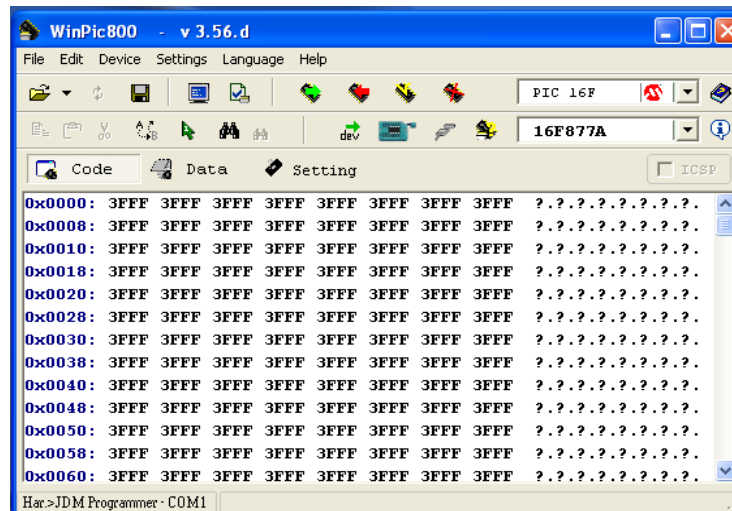 WinPic800 - v 3.56.d
File Edit Device Settings Language Help
PIC 16F
dev 16F877A
Code Data Setting ICSP
0x0000: 3FFF 3FFF 3FFF 3FFF 3FFF 3FFF 3FFF 3FFF ?.?.?.?.?.?.?.?.
0x0008: 3FFF 3FFF 3FFF 3FFF 3FFF 3FFF 3FFF 3FFF ?.?.?.?.?.?.?.?.
0x0010: 3FFF 3FFF 3FFF 3FFF 3FFF 3FFF 3FFF 3FFF ?.?.?.?.?.?.?.?.
0x0018: 3FFF 3FFF 3FFF 3FFF 3FFF 3FFF 3FFF 3FFF ?.?.?.?.?.?.?.?.
0x0020: 3FFF 3FFF 3FFF 3FFF 3FFF 3FFF 3FFF 3FFF ?.?.?.?.?.?.?.?.
0x0028: 3FFF 3FFF 3FFF 3FFF 3FFF 3FFF 3FFF 3FFF ?.?.?.?.?.?.?.?.
0x0030: 3FFF 3FFF 3FFF 3FFF 3FFF 3FFF 3FFF 3FFF ?.?.?.?.?.?.?.?.
0x0038: 3FFF 3FFF 3FFF 3FFF 3FFF 3FFF 3FFF 3FFF ?.?.?.?.?.?.?.?.
0x0040: 3FFF 3FFF 3FFF 3FFF 3FFF 3FFF 3FFF 3FFF ?.?.?.?.?.?.?.?.
0x0048: 3FFF 3FFF 3FFF 3FFF 3FFF 3FFF 3FFF 3FFF ?.?.?.?.?.?.?.?.
0x0050: 3FFF 3FFF 3FFF 3FFF 3FFF 3FFF 3FFF 3FFF ?.?.?.?.?.?.?.?.
0x0058: 3FFF 3FFF 3FFF 3FFF 3FFF 3FFF 3FFF 3FFF ?.?.?.?.?.?.?.?.
0x0060: 3FFF 3FFF 3FFF 3FFF 3FFF 3FFF 3FFF 3FFF ?.?.?.?.?.?.?.?.
Har.>JDM Programmer - COM1